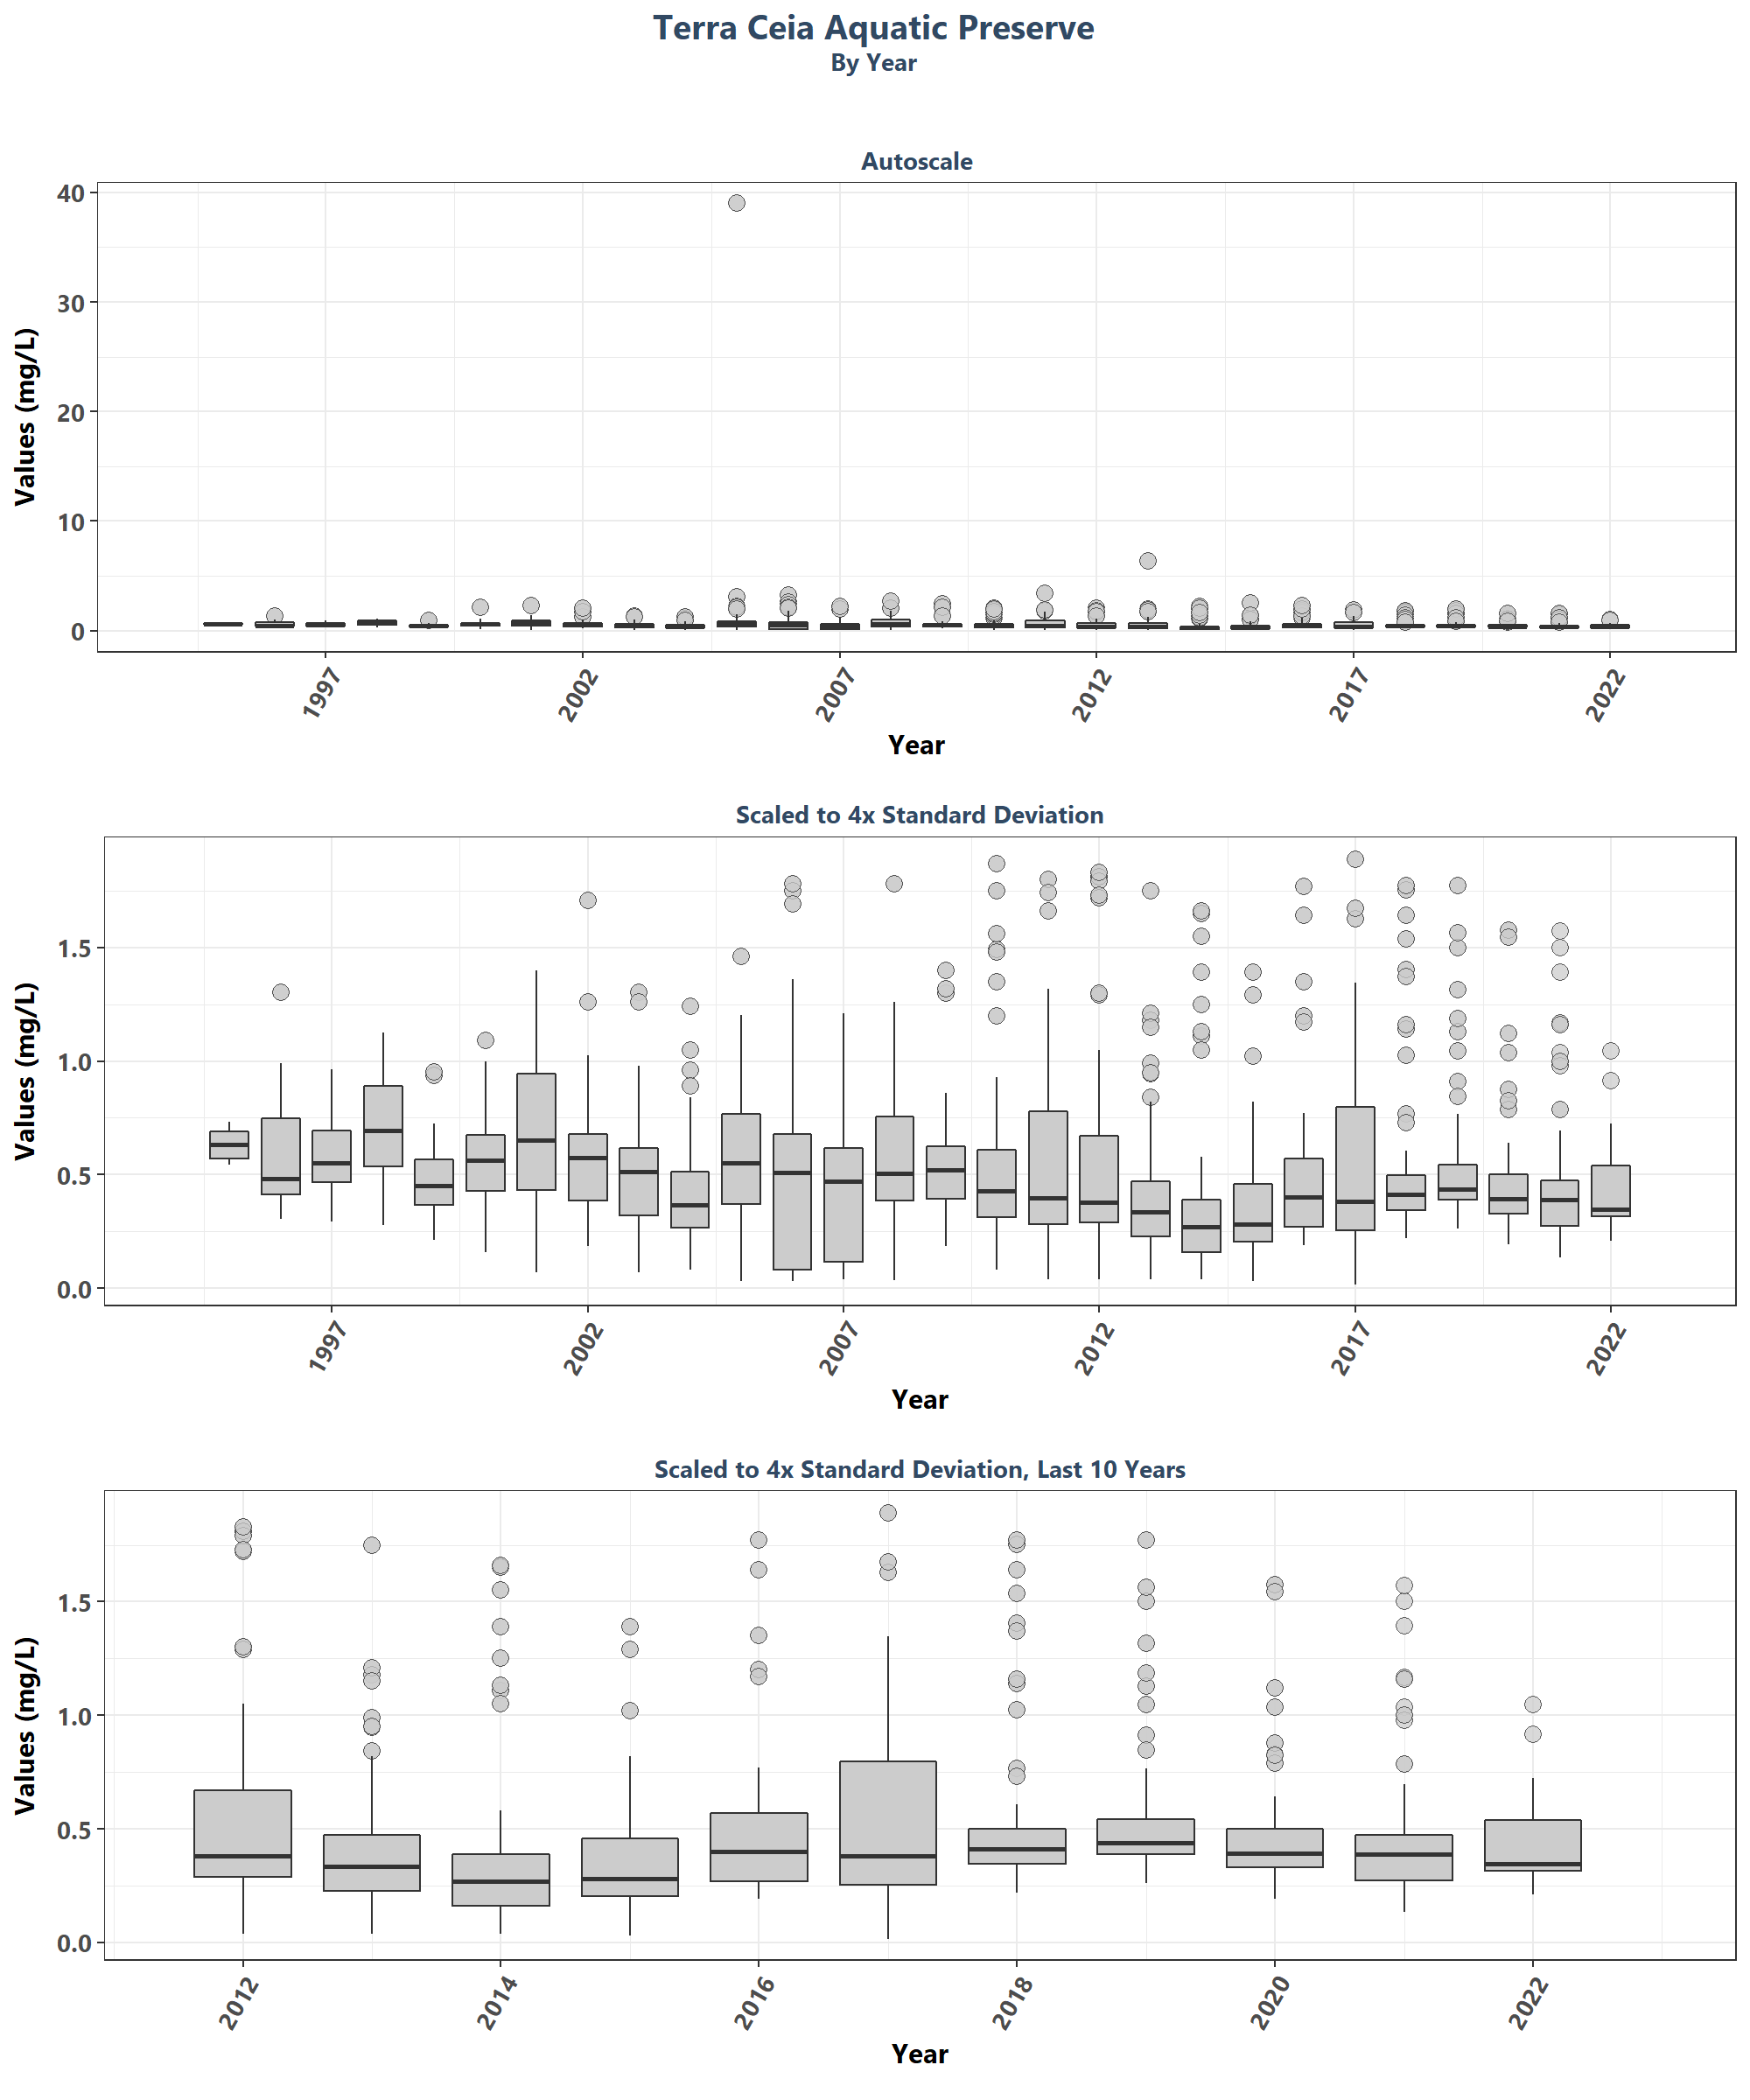 Terra Ceia Aquatic Preserve
By Year
Autoscale
Values (mg/L)
40
30
20
10
0
1997 2002 2007 2012 2017 2022
Year
Scaled to 4x Standard Deviation
Values (mg/L)
1.5
1.0
0.5
0.0
1997 2002 2007 2012 2017 2022
Year
Scaled to 4x Standard Deviation, Last 10 Years
Values (mg/L)
1.5
1.0
0.5
0.0
2012 2014 2016 2018 2020 2022
Year